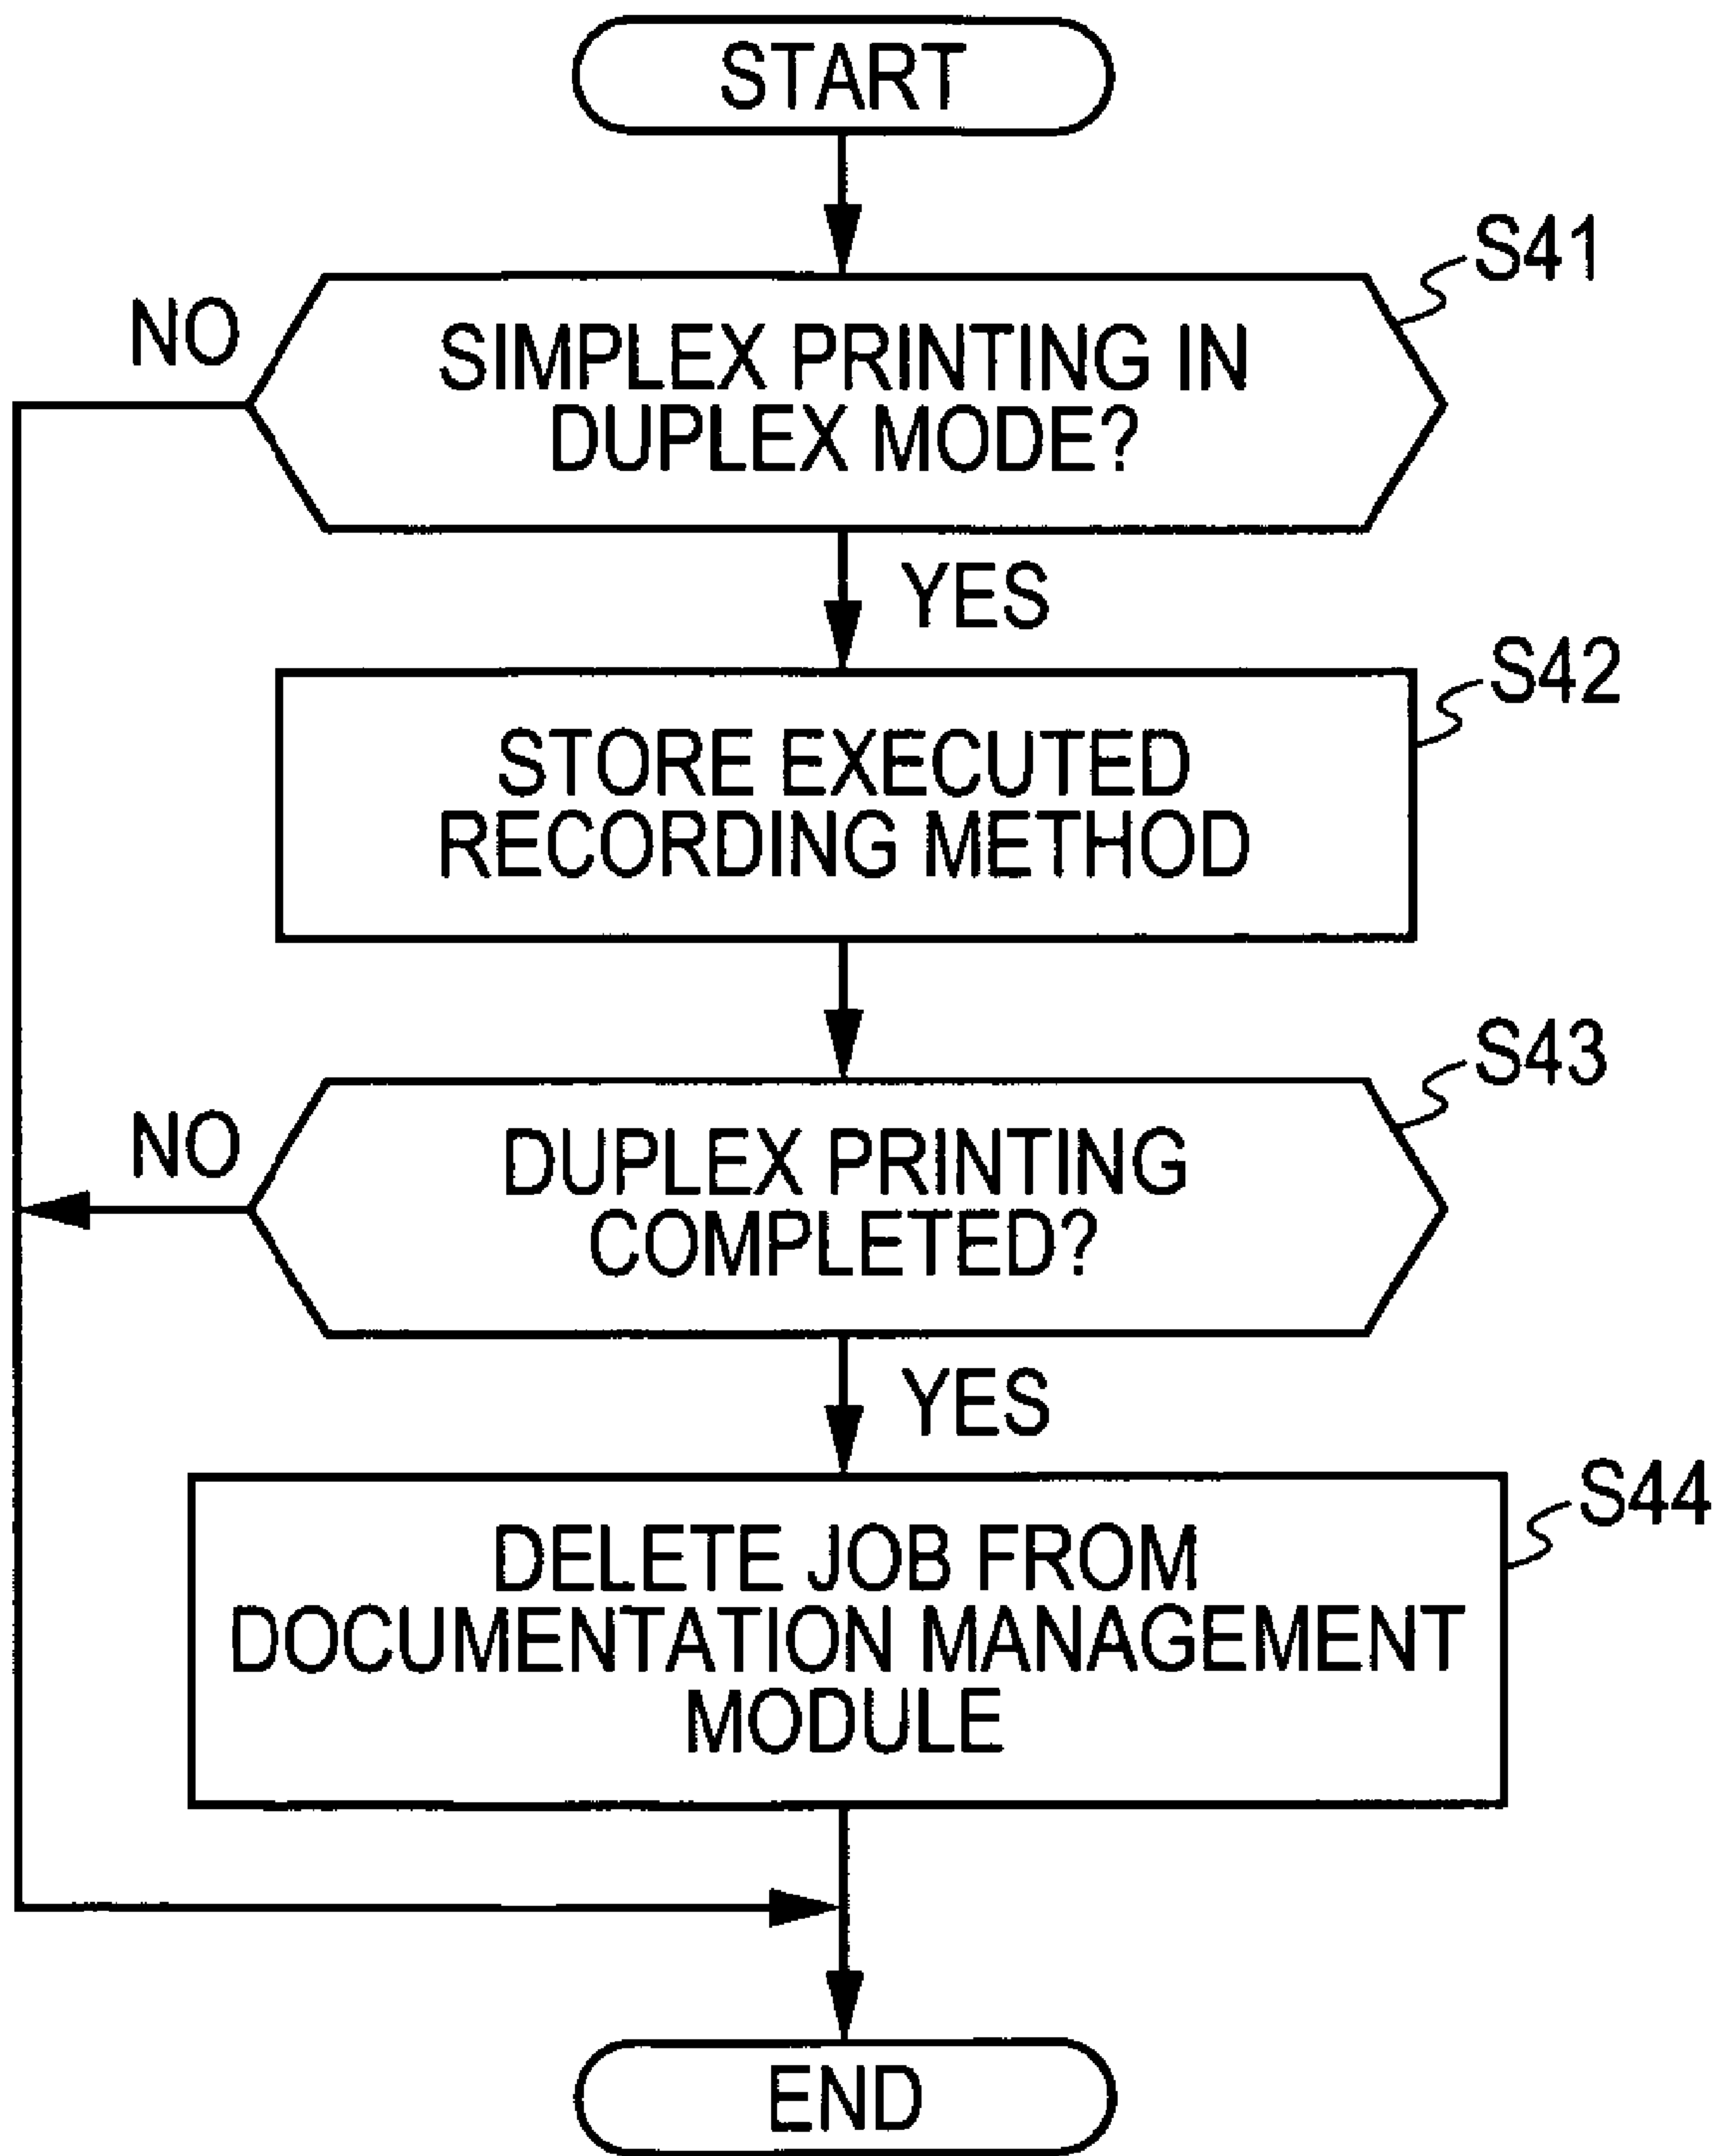 START
S41
NO
SIMPLEX PRINTING IN
DUPLEX MODE?
YES
S42
STORE EXECUTED
RECORDING METHOD
S43
NO
DUPLEX PRINTING
COMPLETED?
YES
S44
DELETE JOB FROM
DOCUMENTATION MANAGEMENT
MODULE
END